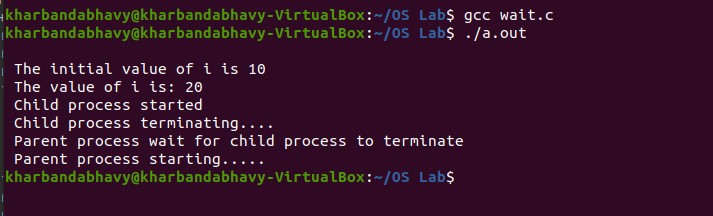 kharbandabhavy@kharbandabhavy-VirtualBox:~/OS Lab$ gcc wait.c
kharbandabhavy@kharbandabhavy-VirtualBox:~/OS Lab$ ./a.out
The initial value of i is 10
The value of i is: 20
Child process started
Child process terminating....
Parent process wait for child process to terminate
Parent process starting.....
kharbandabhavy@kharbandabhavy-VirtualBox:~/OS Lab$